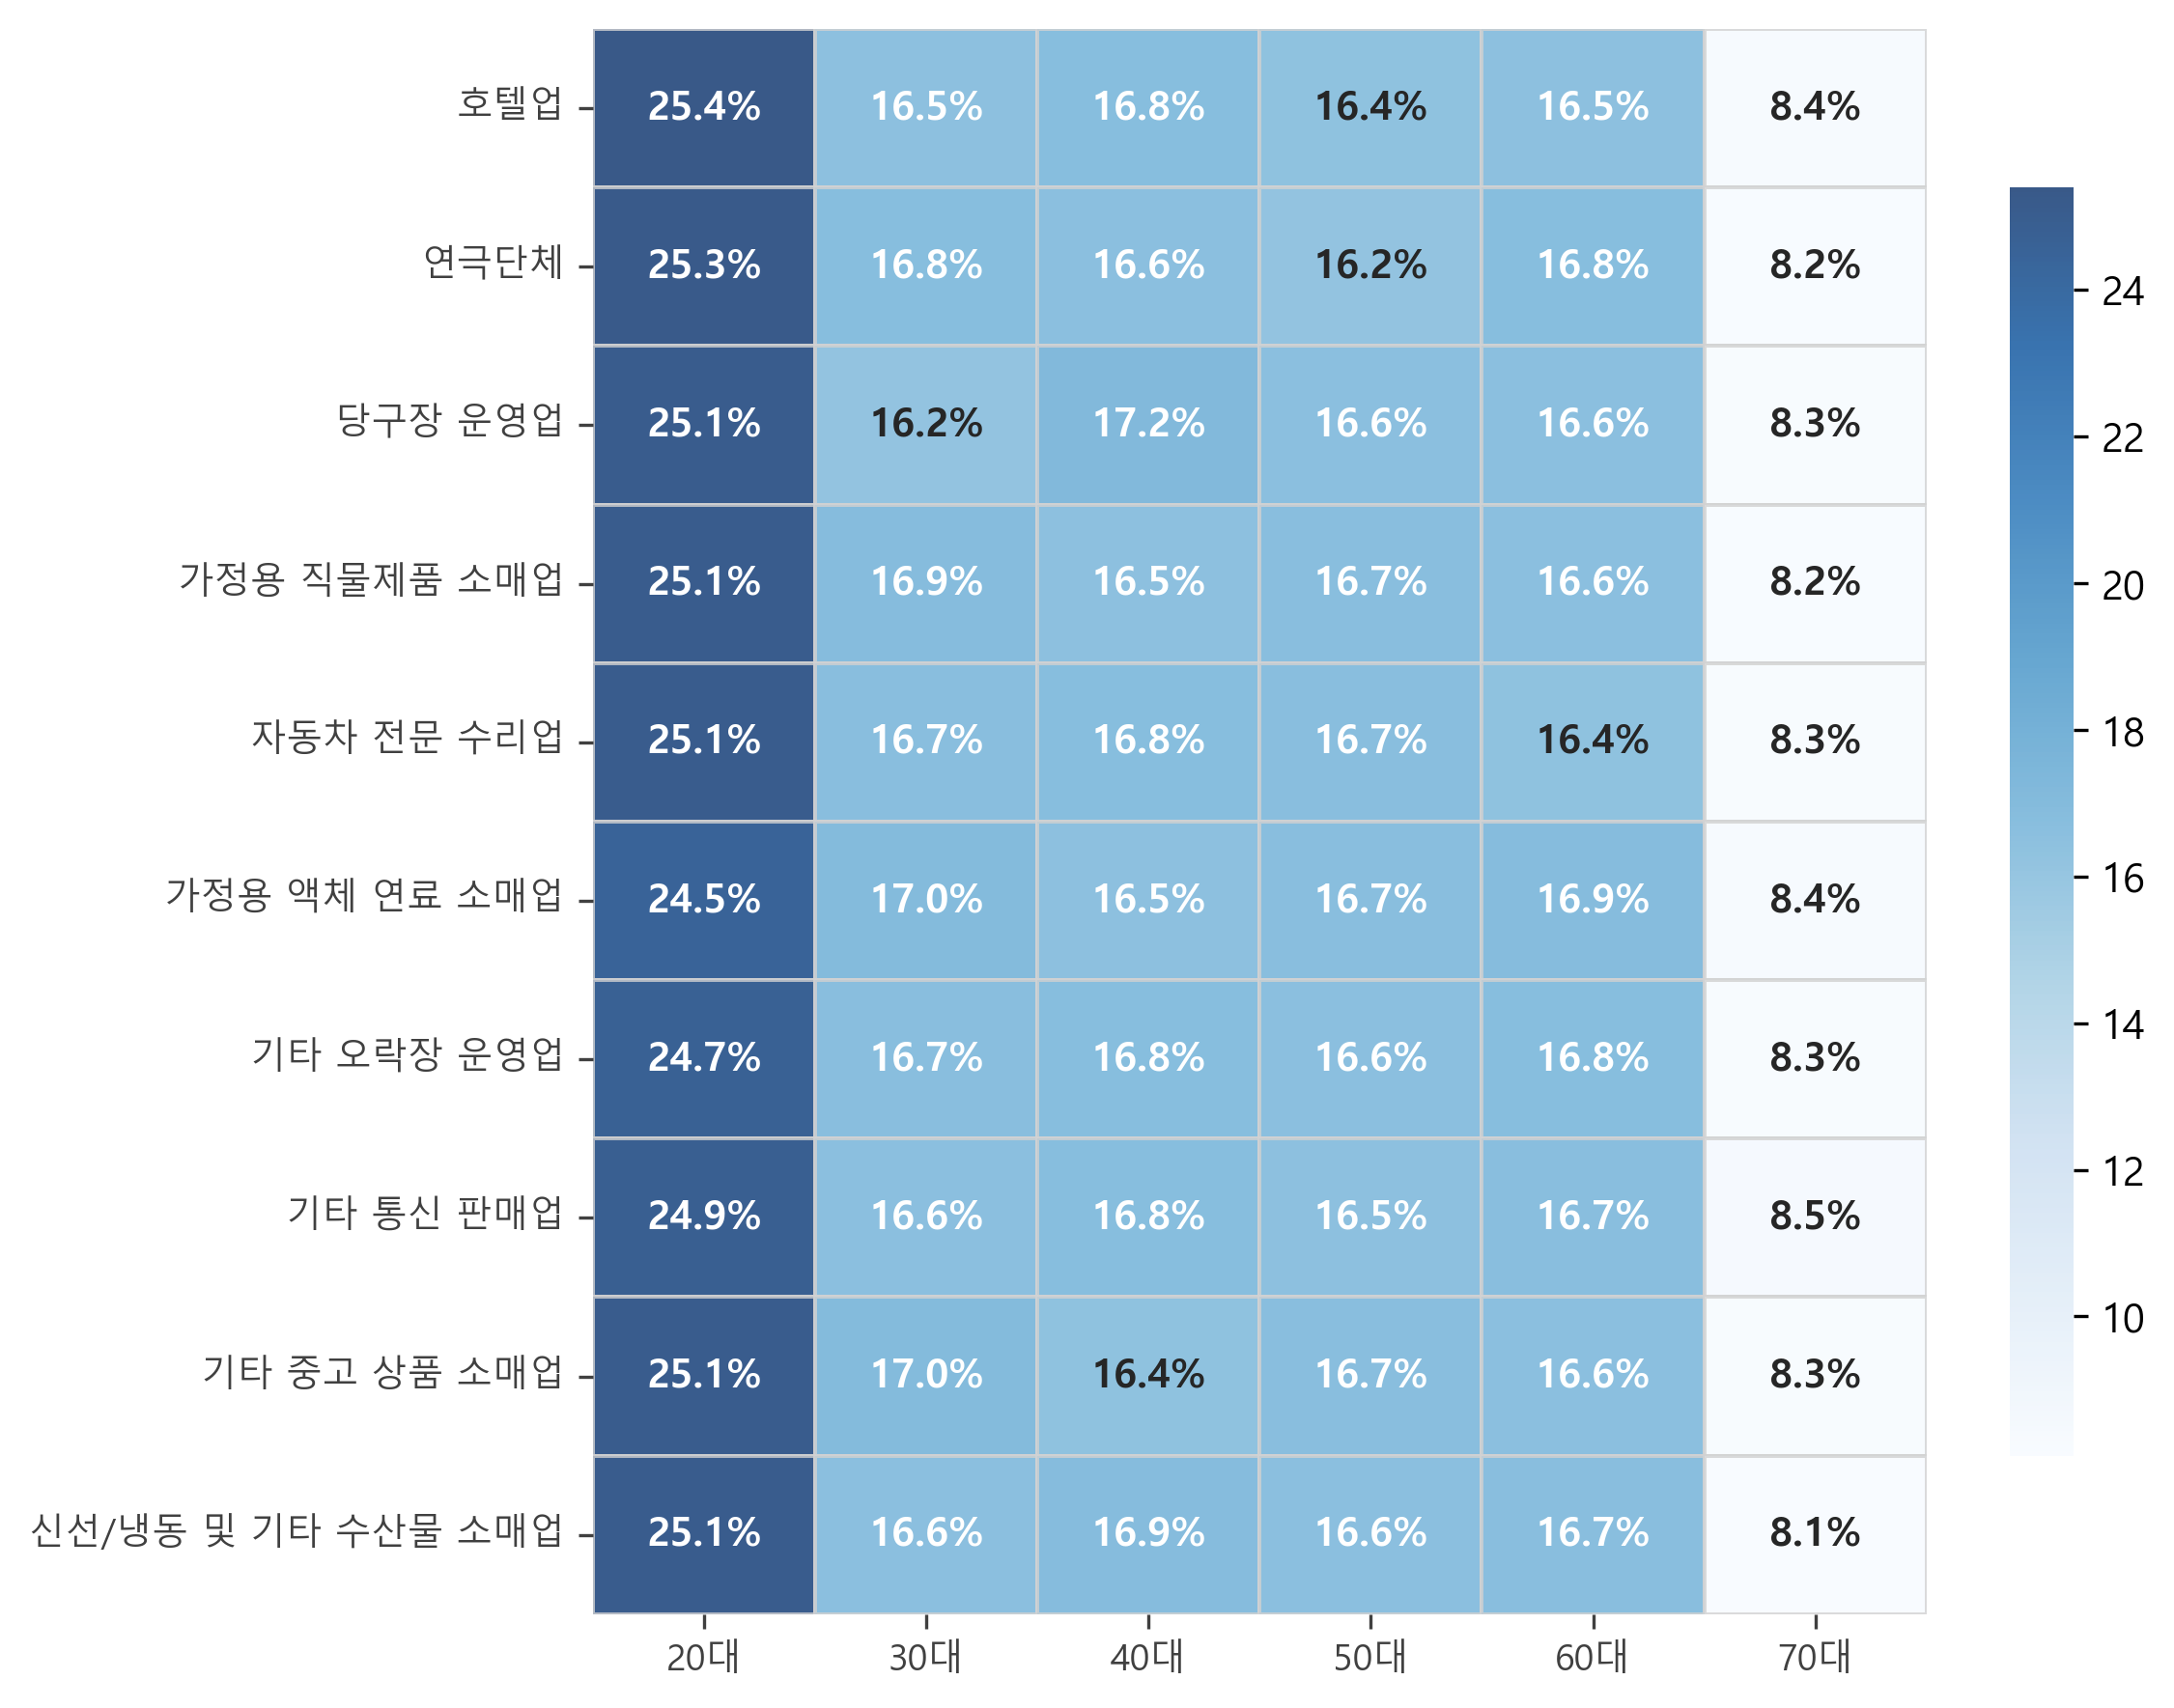 호텔업 25.4% 16.5% 16.8% 16.4% 16.5% 8.4%
연극단체 25.3% 16.8% 16.6% 16.2% 16.8% 8.2%
당구장 운영업 25.1% 16.2% 17.2% 16.6% 16.6% 8.3%
가정용 직물제품 소매업 25.1% 16.9% 16.5% 16.7% 16.6% 8.2%
자동차 전문 수리업 25.1% 16.7% 16.8% 16.7% 16.4% 8.3%
가정용 액체 연료 소매업 24.5% 17.0% 16.5% 16.7% 16.9% 8.4%
기타 오락장 운영업 24.7% 16.7% 16.8% 16.6% 16.8% 8.3%
기타 통신 판매업 24.9% 16.6% 16.8% 16.5% 16.7% 8.5%
기타 중고 상품 소매업 25.1% 17.0% 16.4% 16.7% 16.6% 8.3%
신선/냉동 및 기타 수산물 소매업 25.1% 16.6% 16.9% 16.6% 16.7% 8.1%
20대 30대 40대 50대 60대 70대
24
22
20
18
16
14
12
10